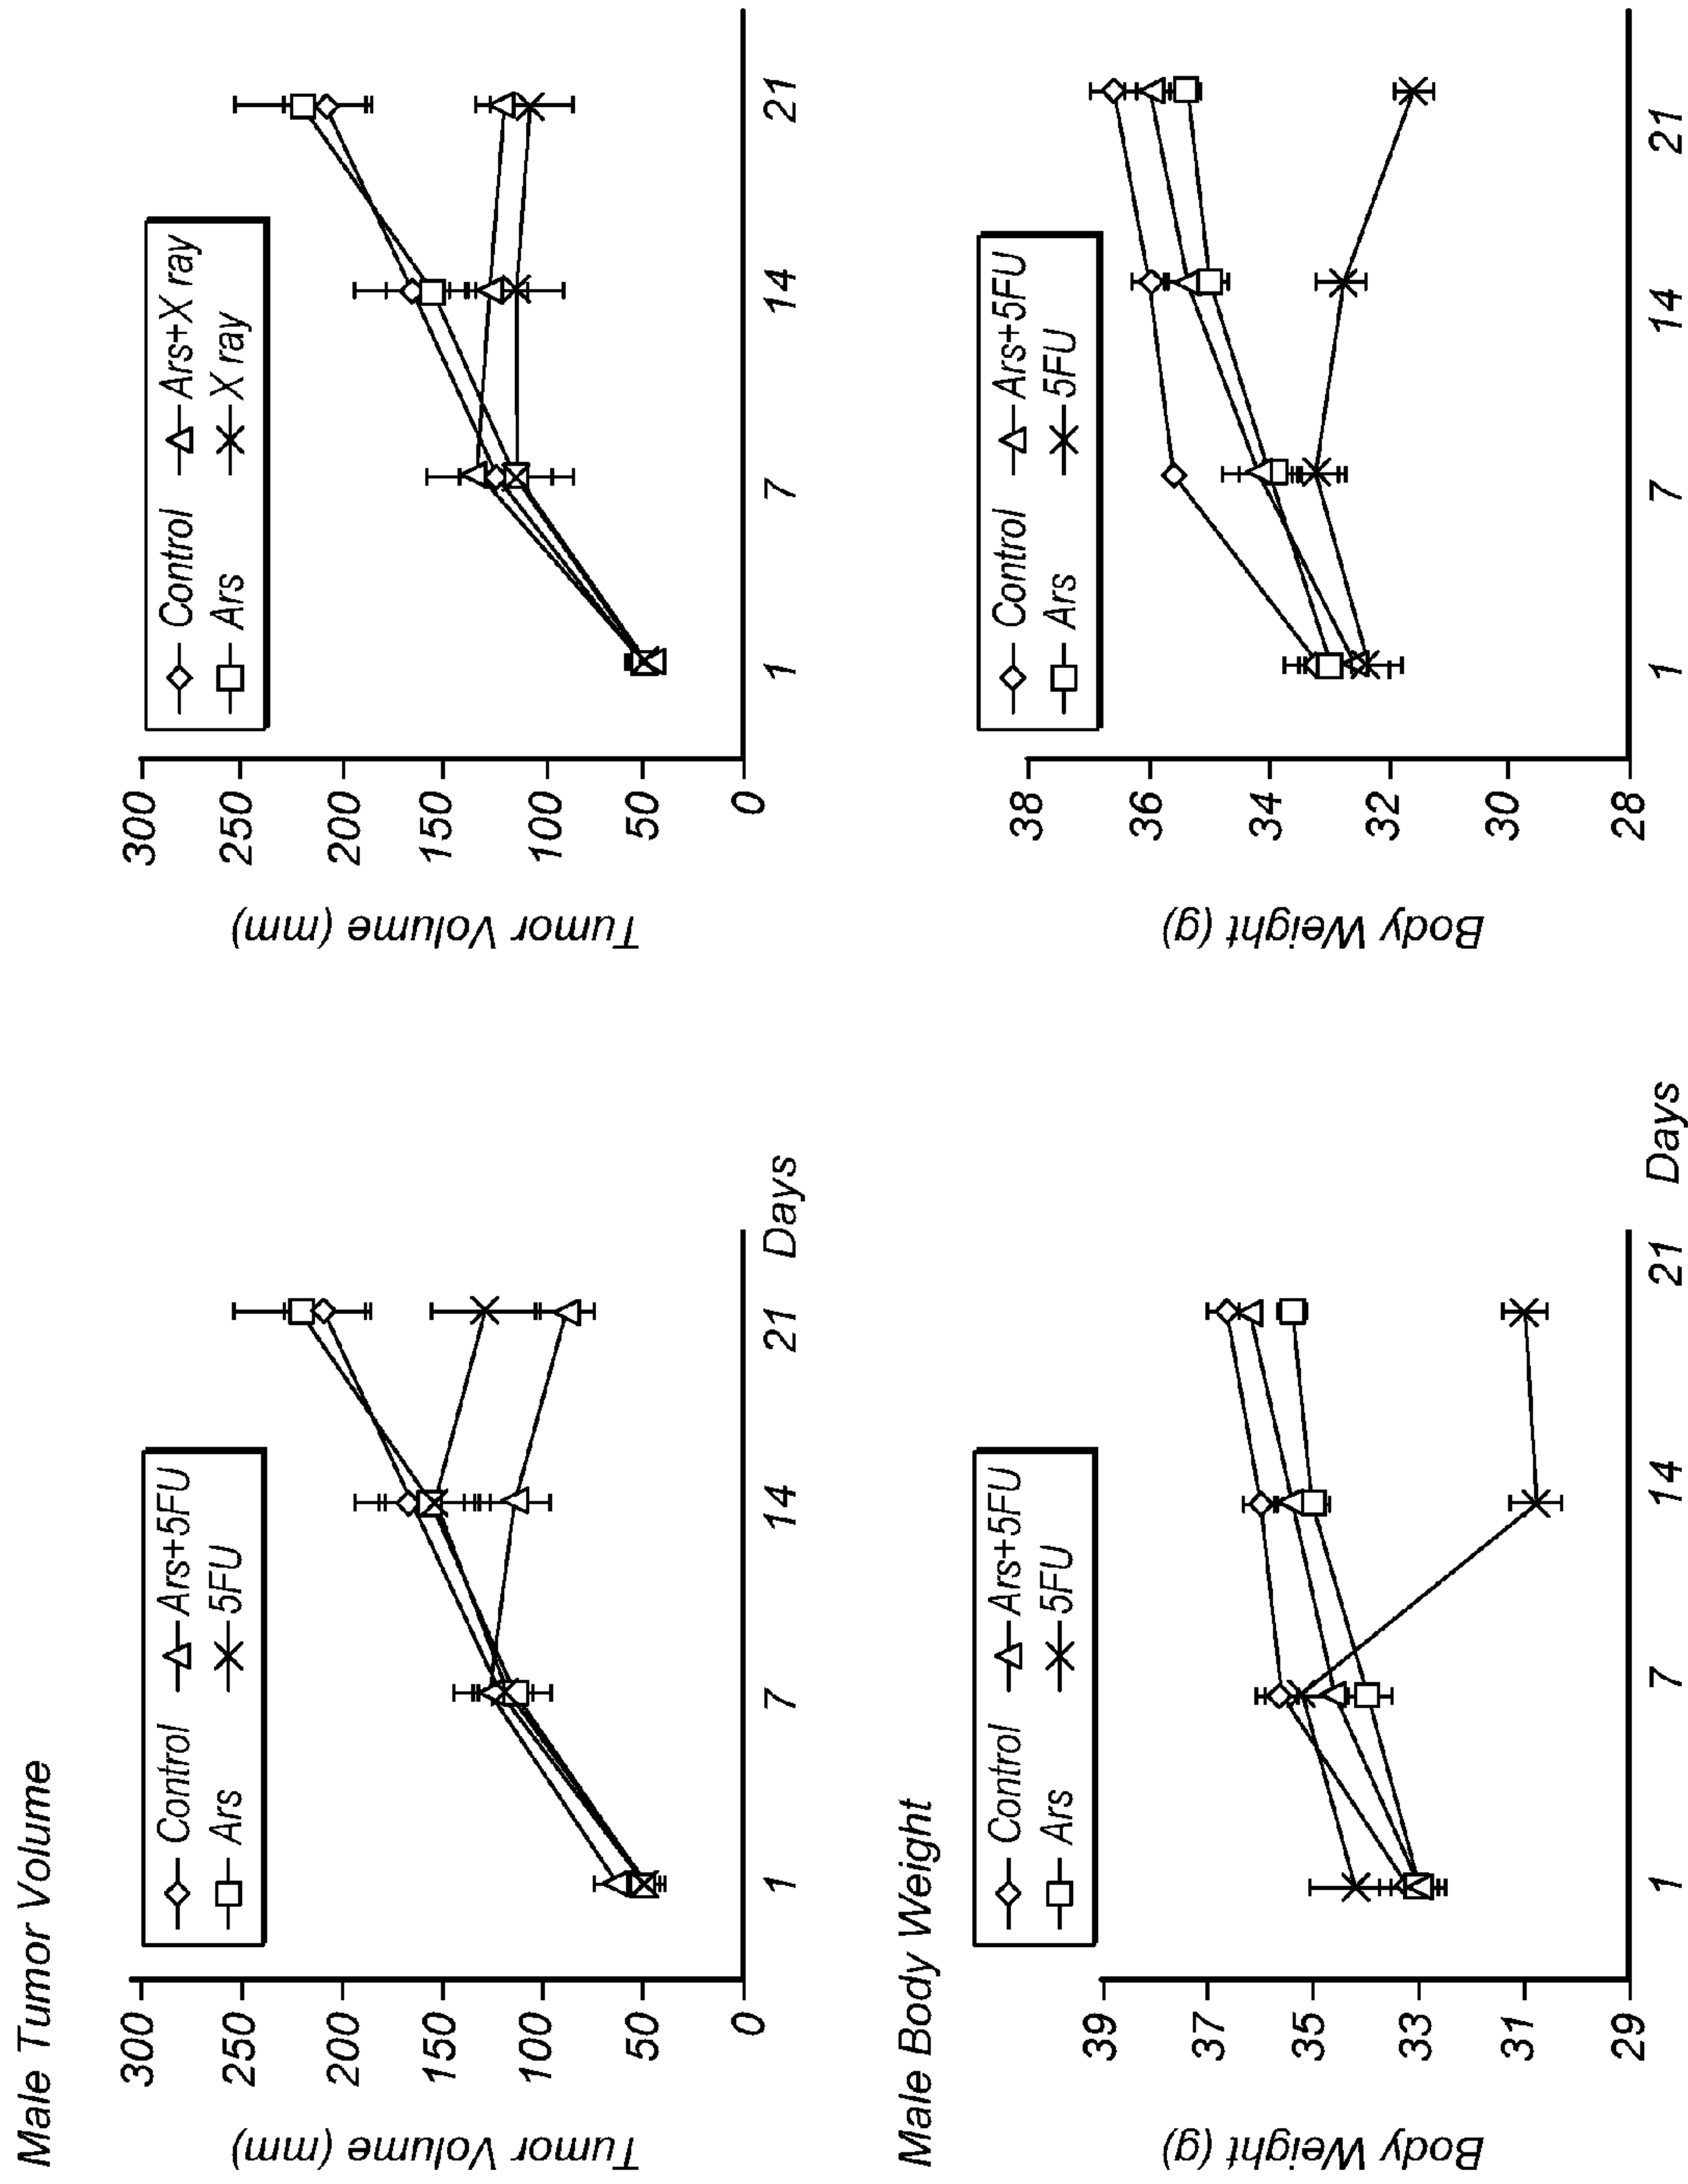 Male Tumor Volume
Tumor Volume (mm)
300
250
200
150
100
50
0
Control Ars+5FU
Ars 5FU
1 7 14 21 Days
Tumor Volume (mm)
300
250
200
150
100
50
0
Control Ars+X ray
Ars X ray
1 7 14 21
Male Body Weight
Body Weight (g)
39
37
35
33
31
29
Control Ars+5FU
Ars 5FU
1 7 14 21 Days
Body Weight (g)
38
36
34
32
30
28
Control Ars+5FU
Ars 5FU
1 7 14 21